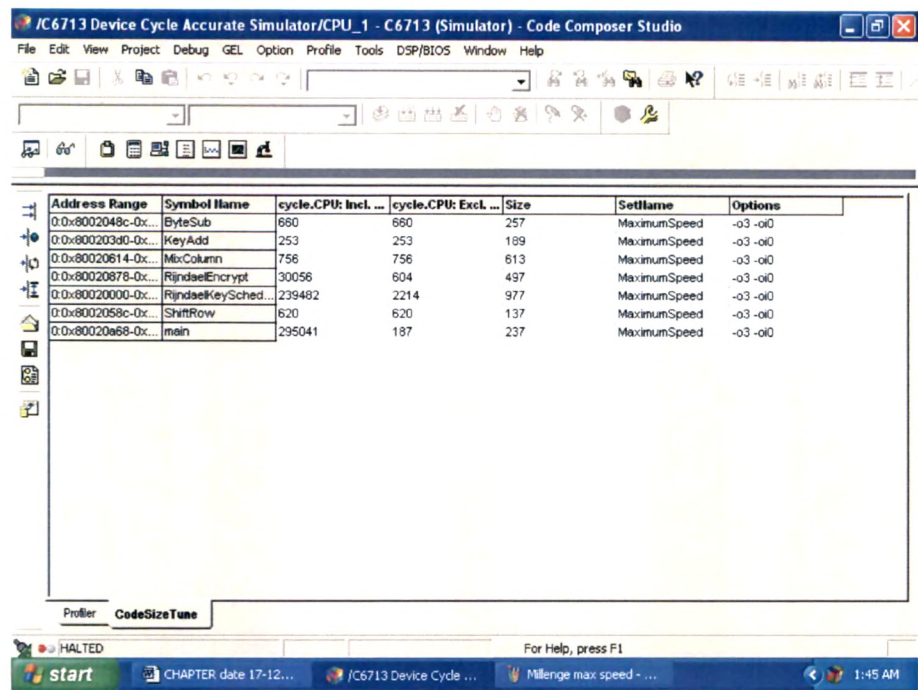 /C6713 Device Cycle Accurate Simulator/CPU_1 - C6713 (Simulator) - Code Composer Studio
File Edit View Project Debug GEL Option Profile Tools DSP/BIOS Window Help
Address Range Symbol Name cycle.CPU: Incl. ... cycle.CPU: Excl. ... Size SetName Options
0:0x8002048c-0x... ByteSub 660 660 257 MaximumSpeed -o3 -oi0
0:0x800203d0-0x... KeyAdd 253 253 189 MaximumSpeed -o3 -oi0
0:0x80020614-0x... MixColumn 756 756 613 MaximumSpeed -o3 -oi0
0:0x80020878-0x... RijndaelEncrypt 30056 604 497 MaximumSpeed -o3 -oi0
0:0x80020000-0x... RijndaelKeySched... 239482 2214 977 MaximumSpeed -o3 -oi0
0:0x8002058c-0x... ShiftRow 620 620 137 MaximumSpeed -o3 -oi0
0:0x80020a68-0x... main 295041 187 237 MaximumSpeed -o3 -oi0
Profiler CodeSizeTune
HALTED For Help, press F1
start CHAPTER date 17-12... /C6713 Device Cycle ... Millenge max speed - ... 1:45 AM